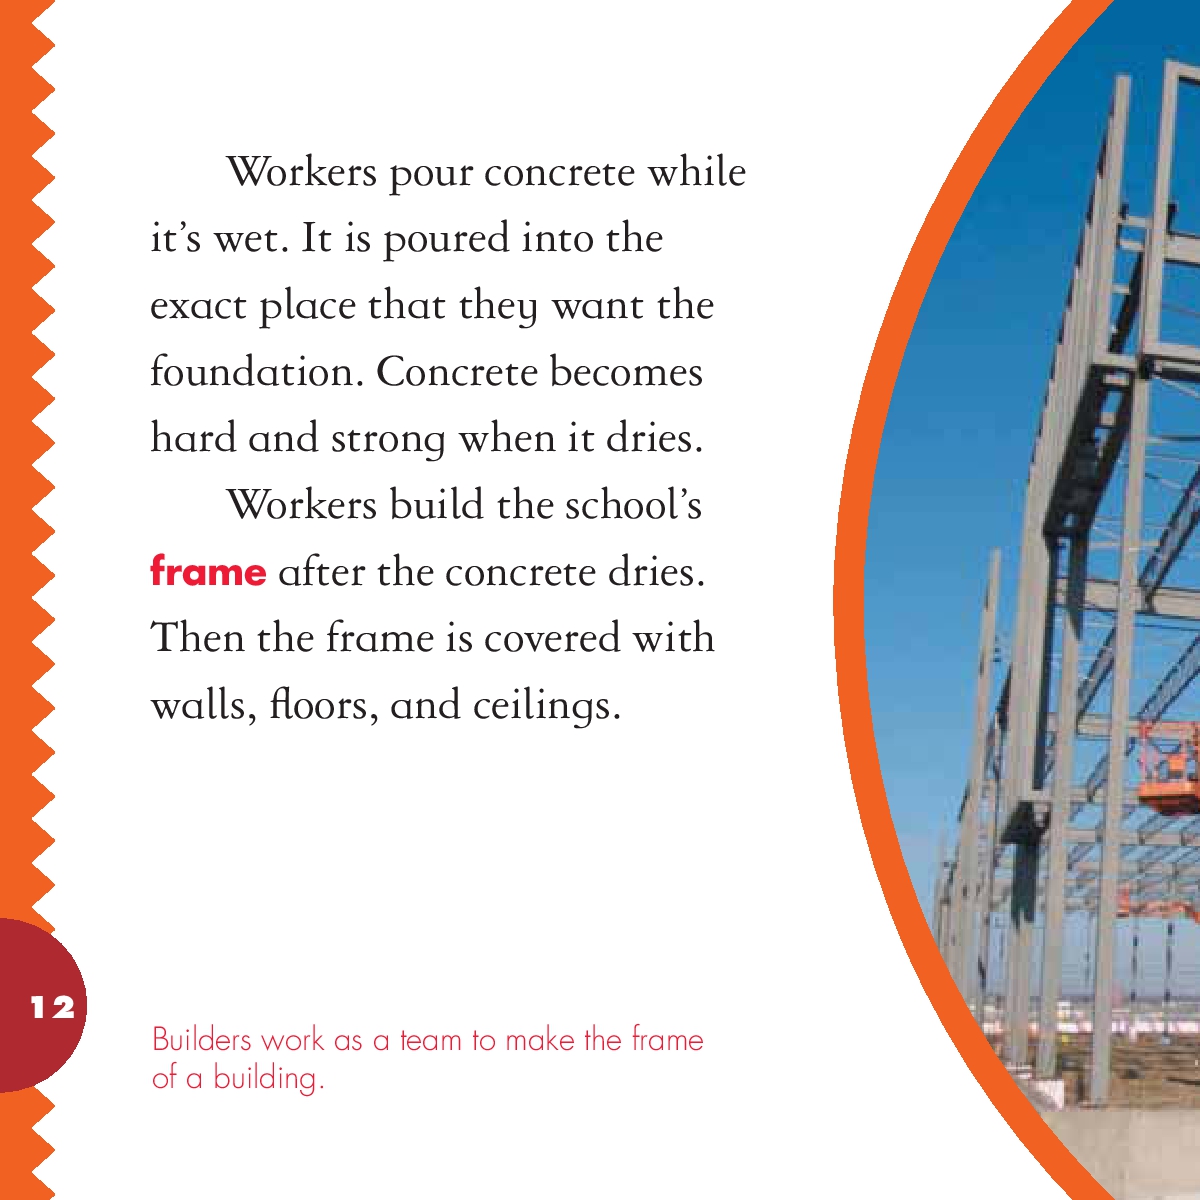 Workers pour concrete while
it’s wet. It is poured into the
exact place that they want the
foundation. Concrete becomes
hard and strong when it dries.
Workers build the school’s
frame after the concrete dries.
Then the frame is covered with
walls, floors, and ceilings.
12
Builders work as a team to make the frame
of a building.